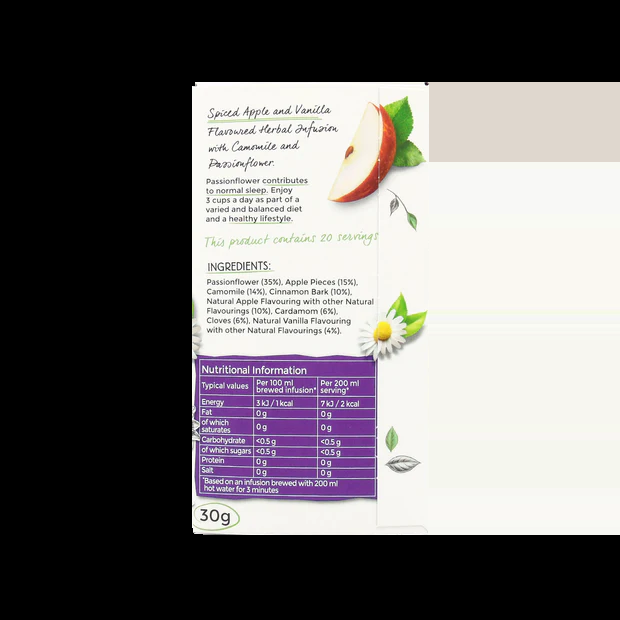 Spiced Apple and Vanilla
Flavoured Herbal Infusion
with Camomile and
Passionflower.
Passionflower contributes
to normal sleep. Enjoy
3 cups a day as part of a
varied and balanced diet
and a healthy lifestyle.
This product contains 20 servings
INGREDIENTS:
Passionflower (35%), Apple Pieces (15%),
Camomile (14%), Cinnamon Bark (10%),
Natural Apple Flavouring with other Natural
Flavourings (10%), Cardamom (6%),
Cloves (6%), Natural Vanilla Flavouring
with other Natural Flavourings (4%).
Nutritional Information
Typical values Per 100 ml brewed infusion* Per 200 ml serving*
Energy 3 kJ / 1 kcal 7 kJ / 2 kcal
Fat 0 g 0 g
of which saturates 0 g 0 g
Carbohydrate <0.5 g <0.5 g
of which sugars <0.5 g <0.5 g
Protein 0 g 0 g
Salt 0 g 0 g
*Based on an infusion brewed with 200 ml
hot water for 3 minutes
30g